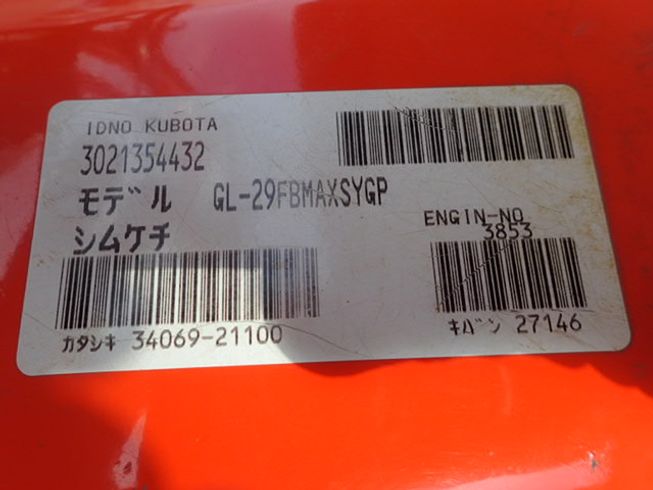 IDNO KUBOTA
3021354432
モデル GL-29FBMAXSYGP
シムケチ
ENGIN-NO
3853
カタシキ 34069-21100
キバン 27146